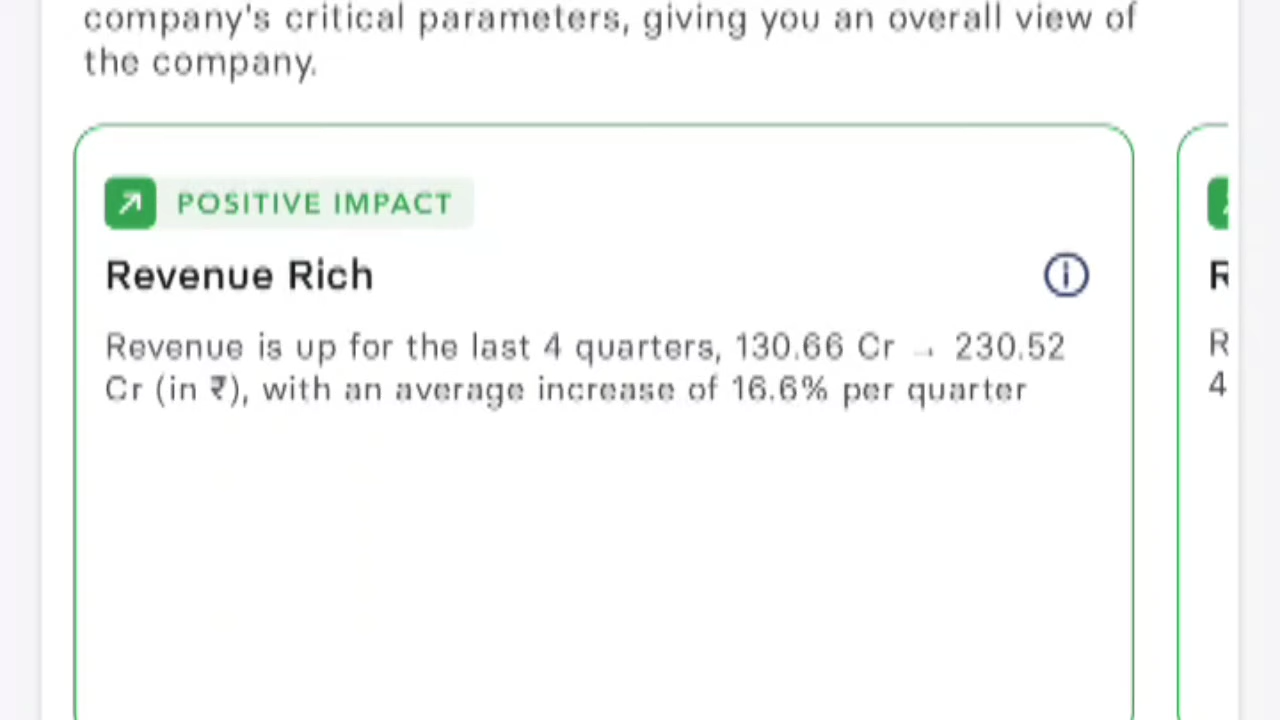 company's critical parameters, giving you an overall view of
the company.
POSITIVE IMPACT
Revenue Rich
Revenue is up for the last 4 quarters, 130.66 Cr → 230.52
Cr (in ₹), with an average increase of 16.6% per quarter
R
R
4